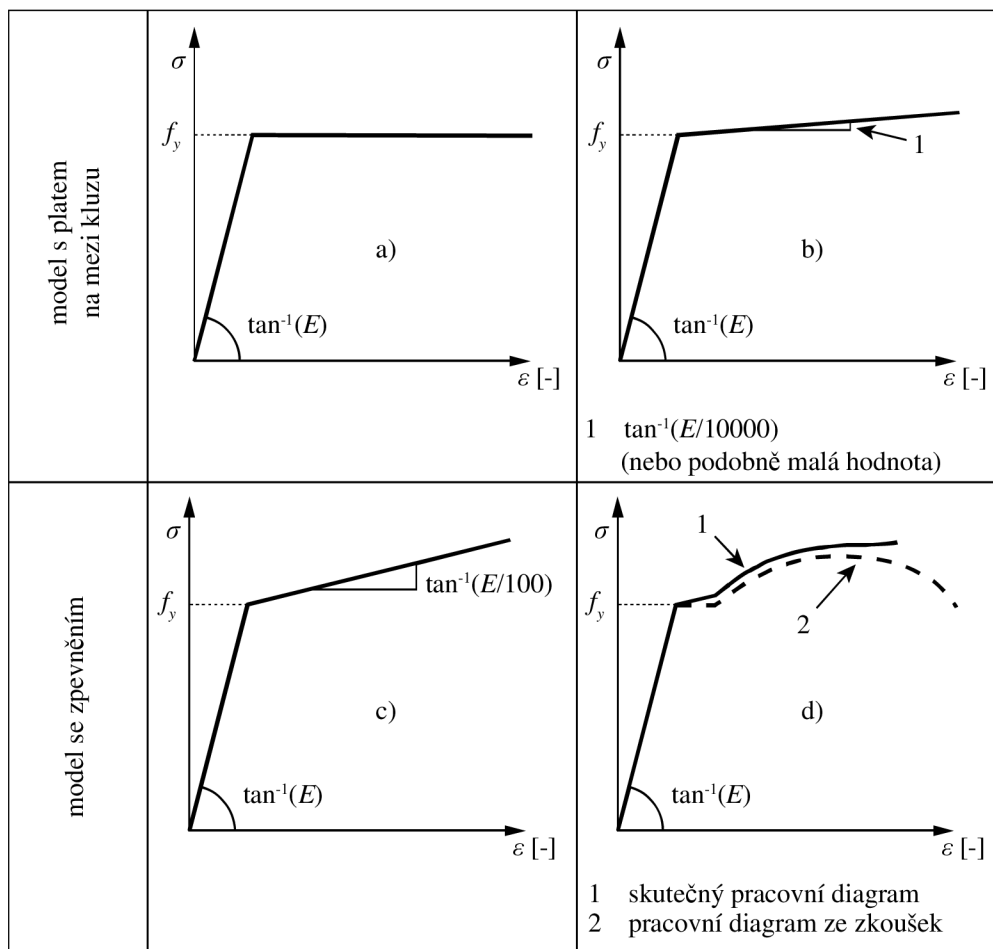 model s platem
na mezi kluzu
σ
f_y
a)
tan⁻¹(E)
ε [-]
σ
f_y
1
b)
tan⁻¹(E)
ε [-]
1 tan⁻¹(E/10000)
(nebo podobně malá hodnota)
model se zpevněním
σ
f_y
tan⁻¹(E/100)
c)
tan⁻¹(E)
ε [-]
σ
1
f_y
2
d)
tan⁻¹(E)
ε [-]
1 skutečný pracovní diagram
2 pracovní diagram ze zkoušek